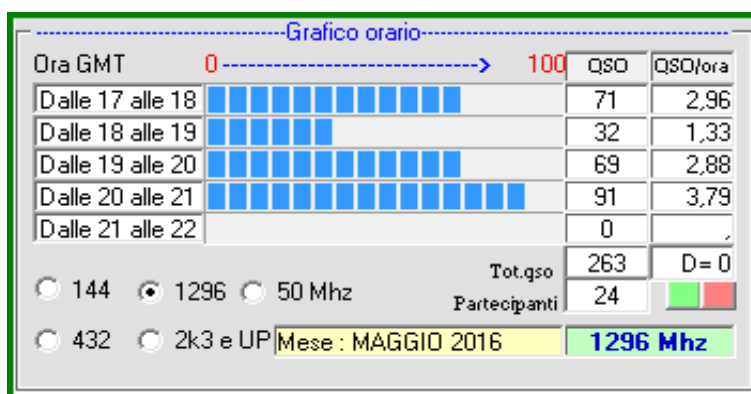 Grafico orario
Ora GMT 0 -----------------------------> 100 QSO QSO/ora
Dalle 17 alle 18 71 2,96
Dalle 18 alle 19 32 1,33
Dalle 19 alle 20 69 2,88
Dalle 20 alle 21 91 3,79
Dalle 21 alle 22 0 ,
Tot.qso 263 D= 0
144 1296 50 Mhz Partecipanti 24
432 2k3 e UP Mese : MAGGIO 2016 1296 Mhz